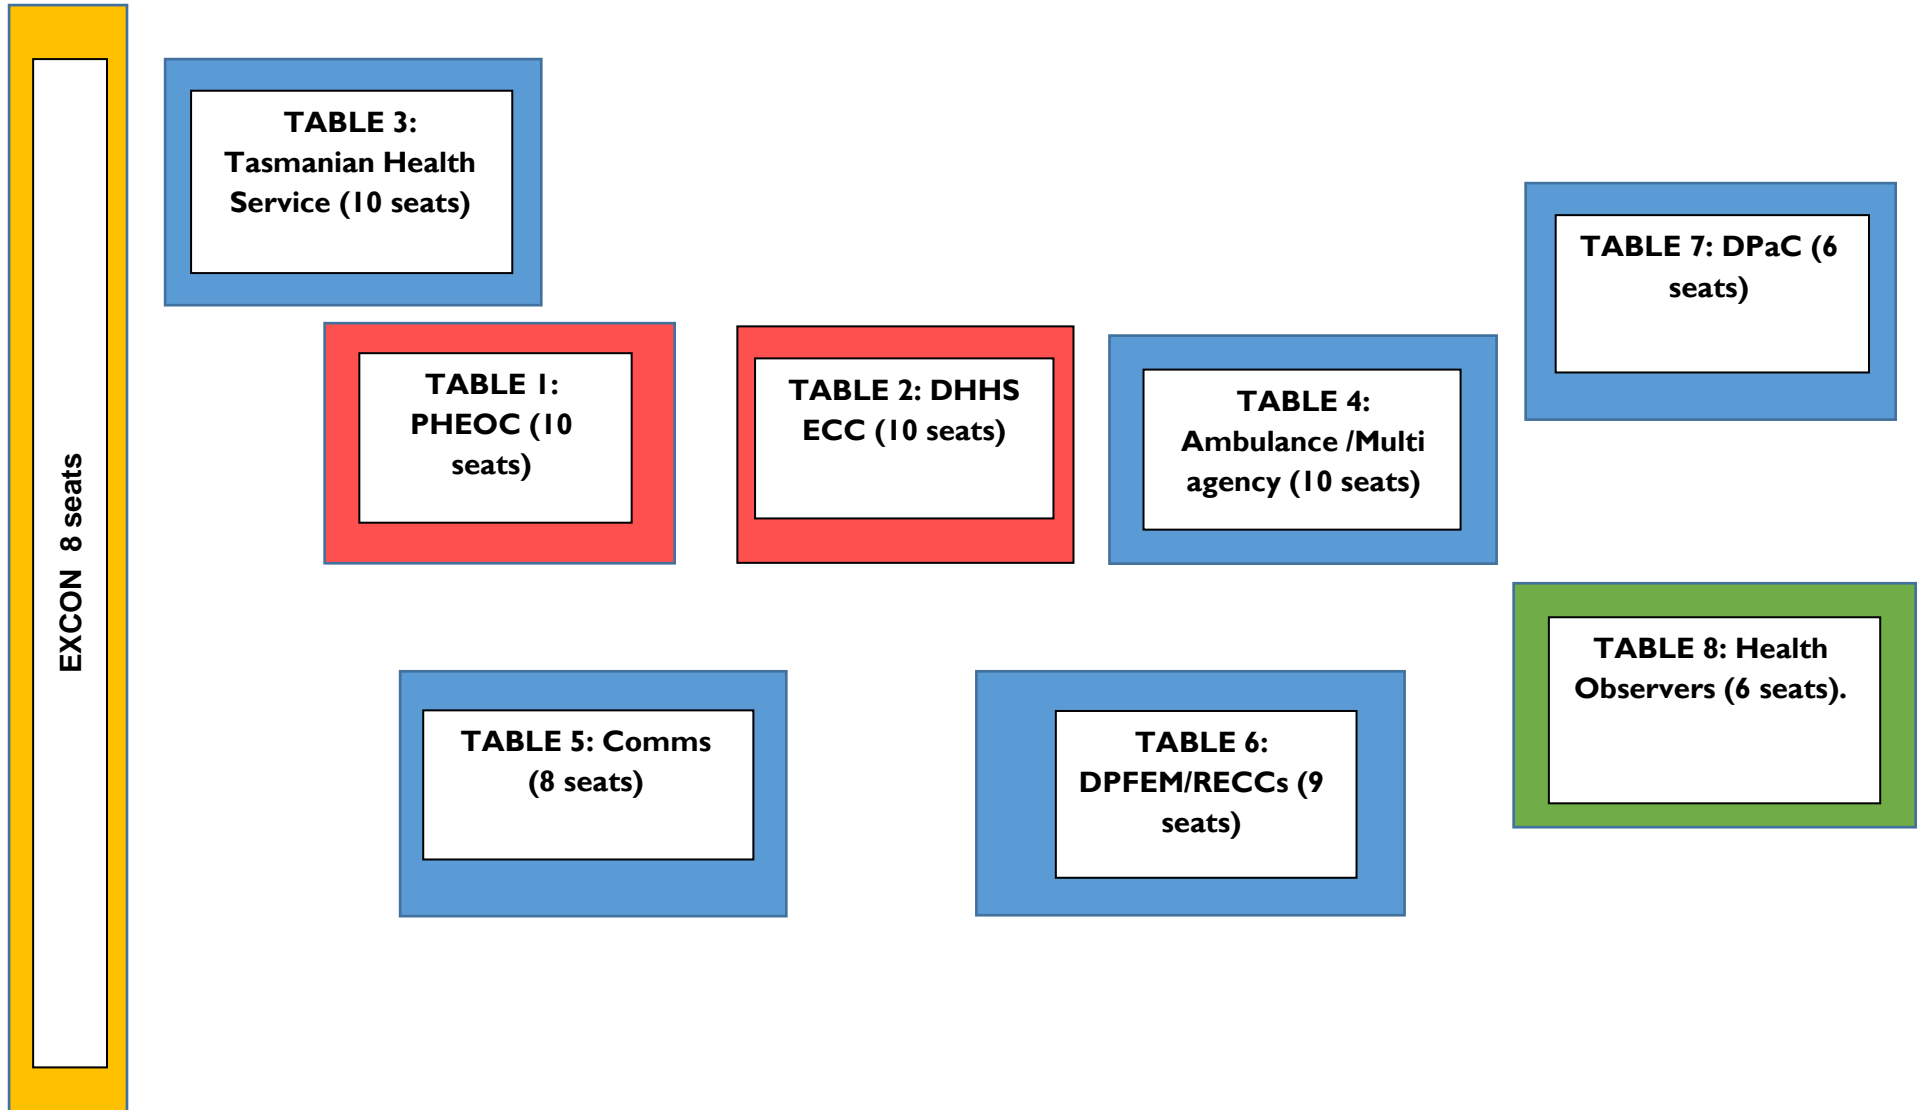 EXCON 8 seats
TABLE 3:
Tasmanian Health
Service (10 seats)
TABLE 7: DPaC (6
seats)
TABLE 1:
PHEOC (10
seats)
TABLE 2: DHHS
ECC (10 seats)
TABLE 4:
Ambulance /Multi
agency (10 seats)
TABLE 8: Health
Observers (6 seats).
TABLE 5: Comms
(8 seats)
TABLE 6:
DPFEM/RECCs (9
seats)